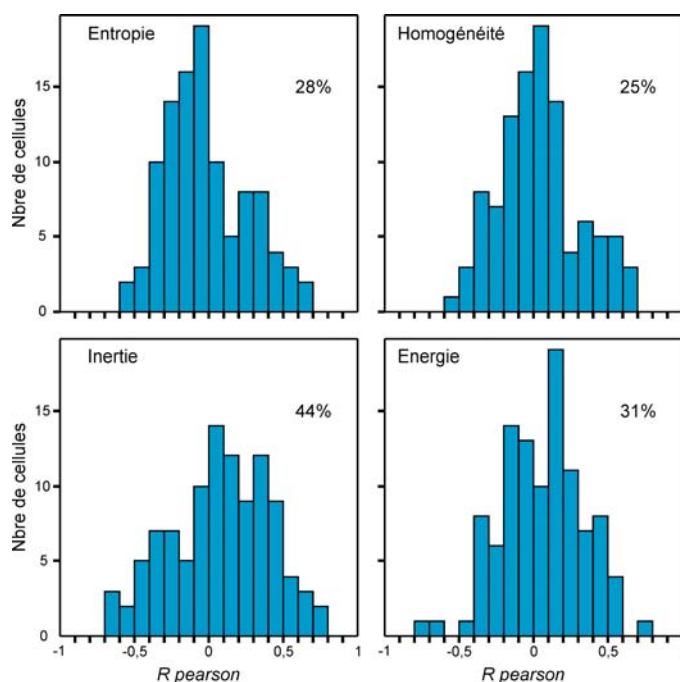 Entropie
28%
Nbre de cellules
15
10
5
0
Homogénéité
25%
Inertie
44%
Nbre de cellules
15
10
5
0
-1
-0,5
0
0,5
1
R pearson
Energie
31%
-1
-0,5
0
0,5
R pearson